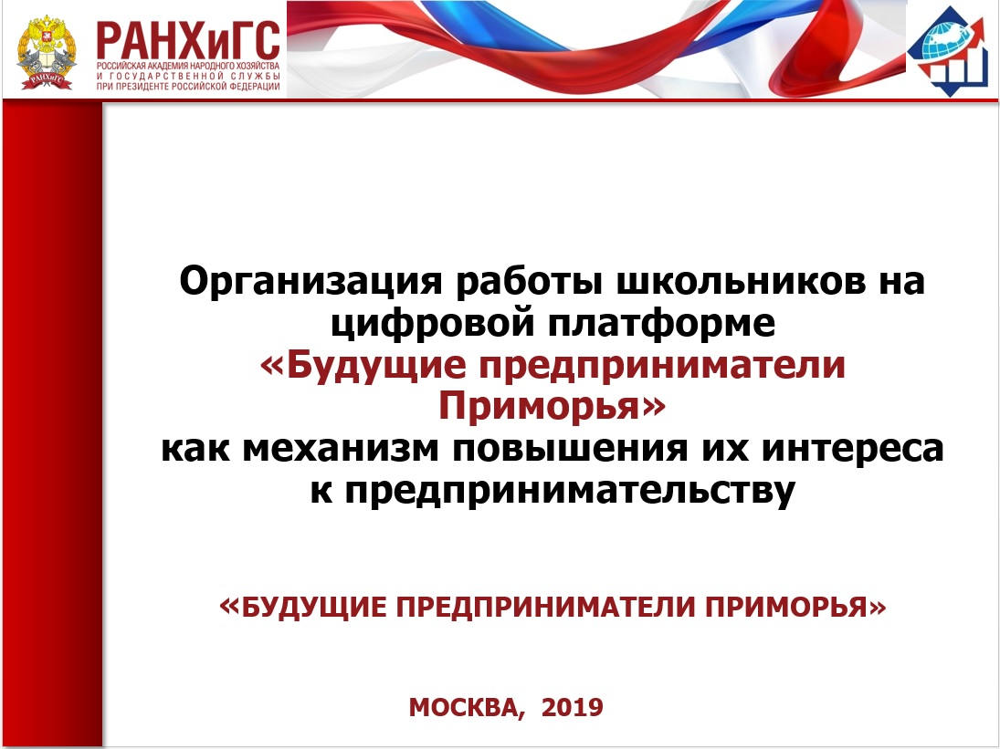 РАНХиГС
РОССИЙСКАЯ АКАДЕМИЯ НАРОДНОГО ХОЗЯЙСТВА
И ГОСУДАРСТВЕННОЙ СЛУЖБЫ
ПРИ ПРЕЗИДЕНТЕ РОССИЙСКОЙ ФЕДЕРАЦИИ
РАНХиГС
Организация работы школьников на
цифровой платформе
«Будущие предприниматели
Приморья»
как механизм повышения их интереса
к предпринимательству
«БУДУЩИЕ ПРЕДПРИНИМАТЕЛИ ПРИМОРЬЯ»
МОСКВА, 2019